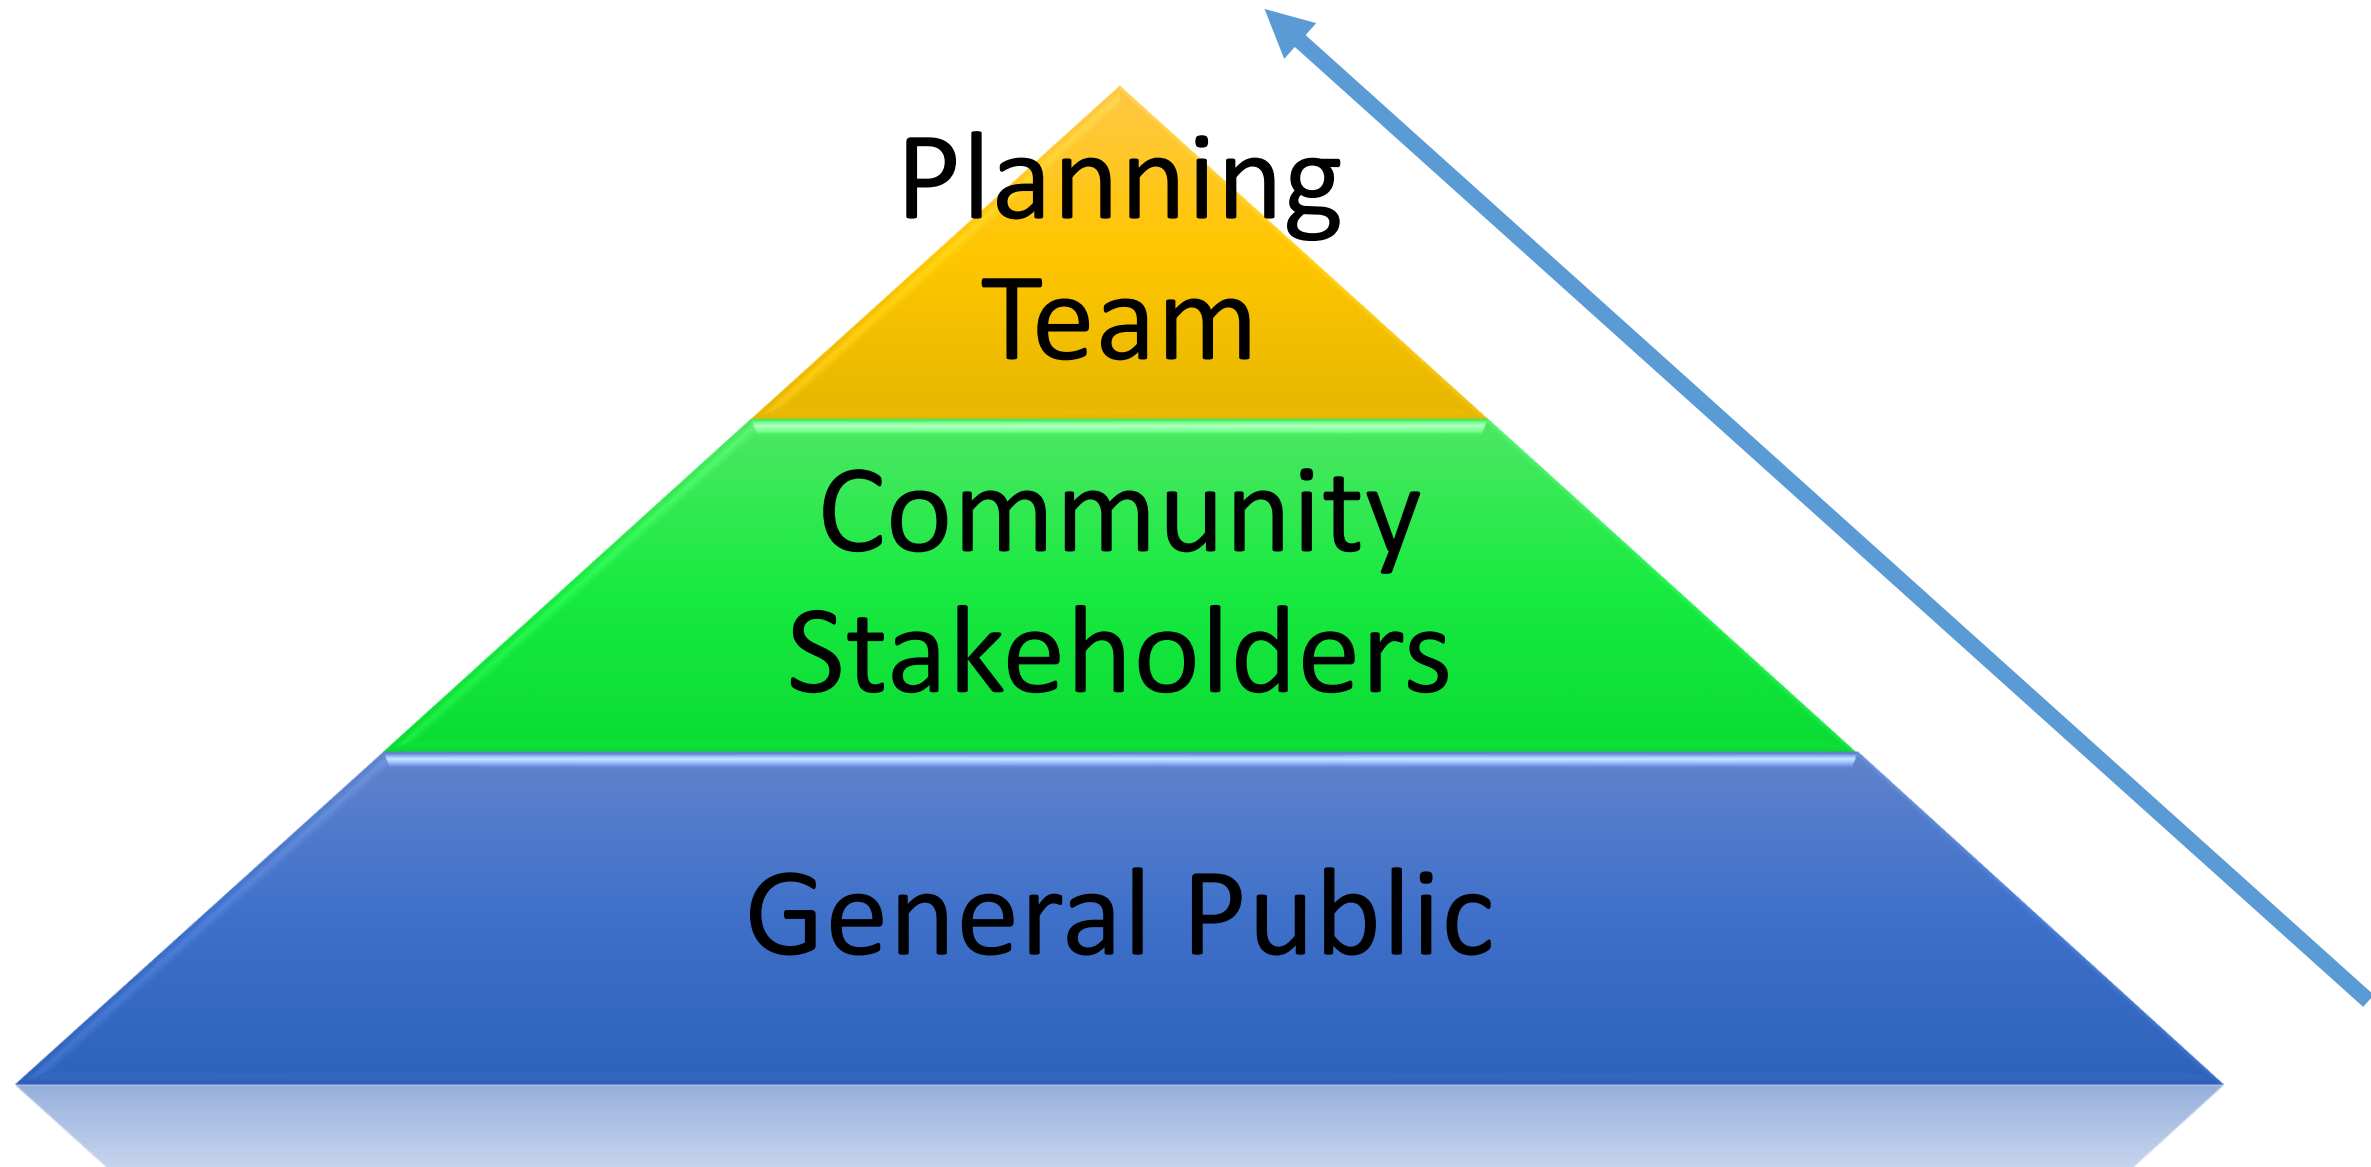 Planning
Team
Community
Stakeholders
General Public